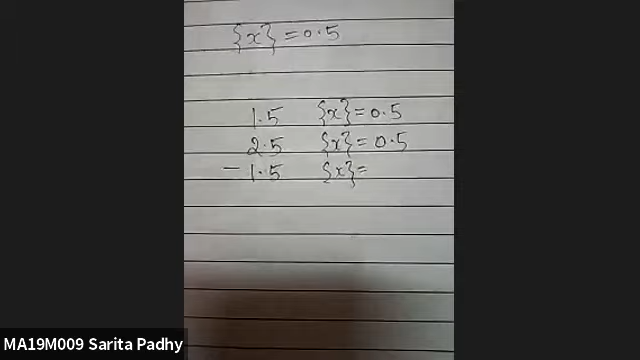 {x} = 0.5
1.5 {x} = 0.5
2.5 {x} = 0.5
-1.5 {x} =
MA19M009 Sarita Padhy